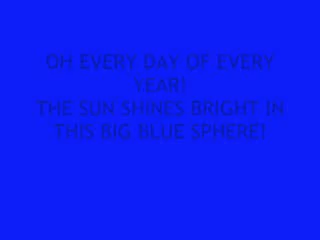 OH EVERY DAY OF EVERY
YEAR!
THE SUN SHINES BRIGHT IN
THIS BIG BLUE SPHERE!